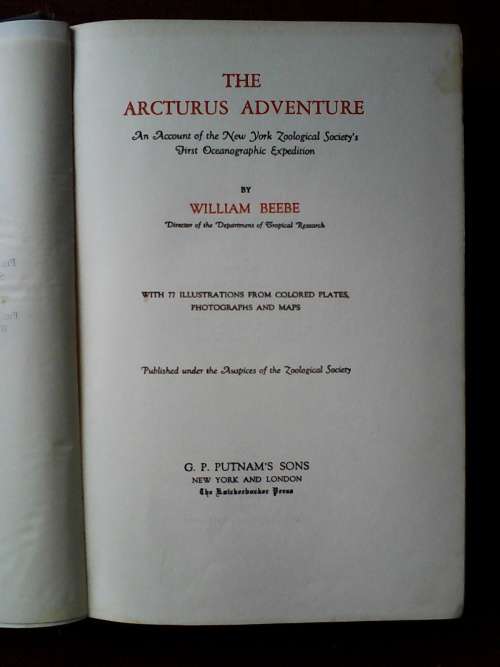 THE
ARCTURUS ADVENTURE
An Account of the New York Zoological Society's
First Oceanographic Expedition
BY
WILLIAM BEEBE
Director of the Department of Tropical Research
WITH 77 ILLUSTRATIONS FROM COLORED PLATES,
PHOTOGRAPHS AND MAPS
Published under the Auspices of the Zoological Society
G. P. PUTNAM'S SONS
NEW YORK AND LONDON
The Knickerbocker Press